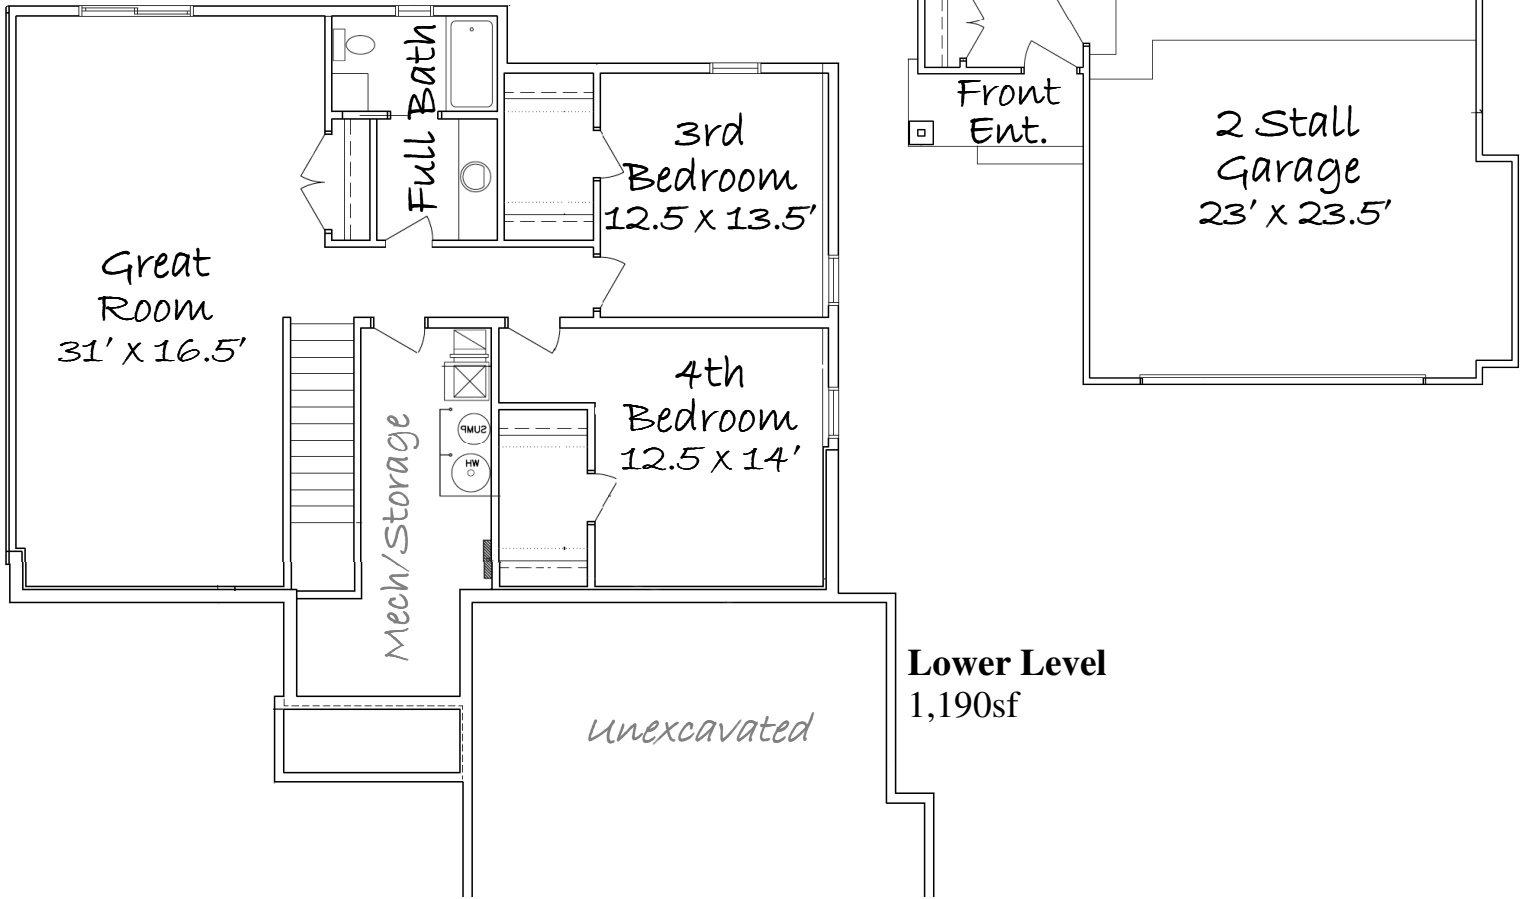 Full Bath
3rd
Bedroom
12.5 X 13.5'
Great
Room
31' X 16.5'
4th
Bedroom
12.5 X 14'
SUMP
WH
Mech/Storage
Unexcavated
Front
Ent.
2 Stall
Garage
23' X 23.5'
Lower Level
1,190sf